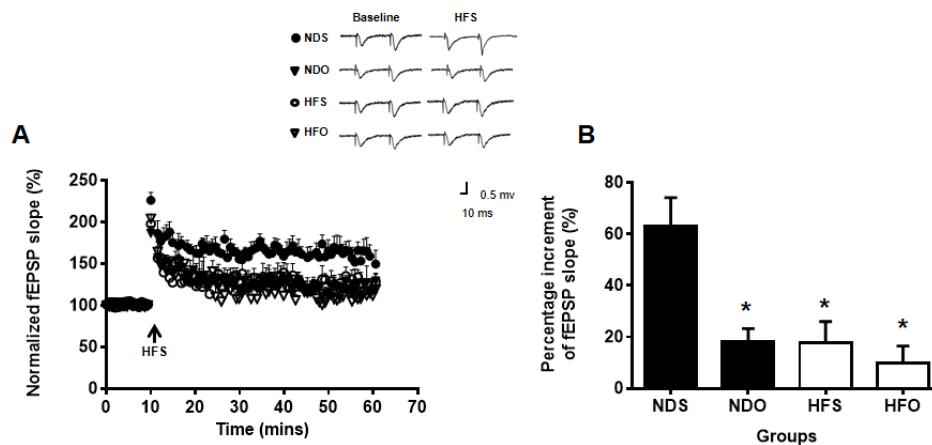 Baseline HFS
NDS
NDO
HFS
HFO
A
Normalized fEPSP slope (%)
250
200
150
100
50
0
0 10 20 30 40 50 60 70
Time (mins)
HFS
0.5 mv
10 ms
B
Percentage increment
of fEPSP slope (%)
80
60
40
20
0
* * *
NDS NDO HFS HFO
Groups